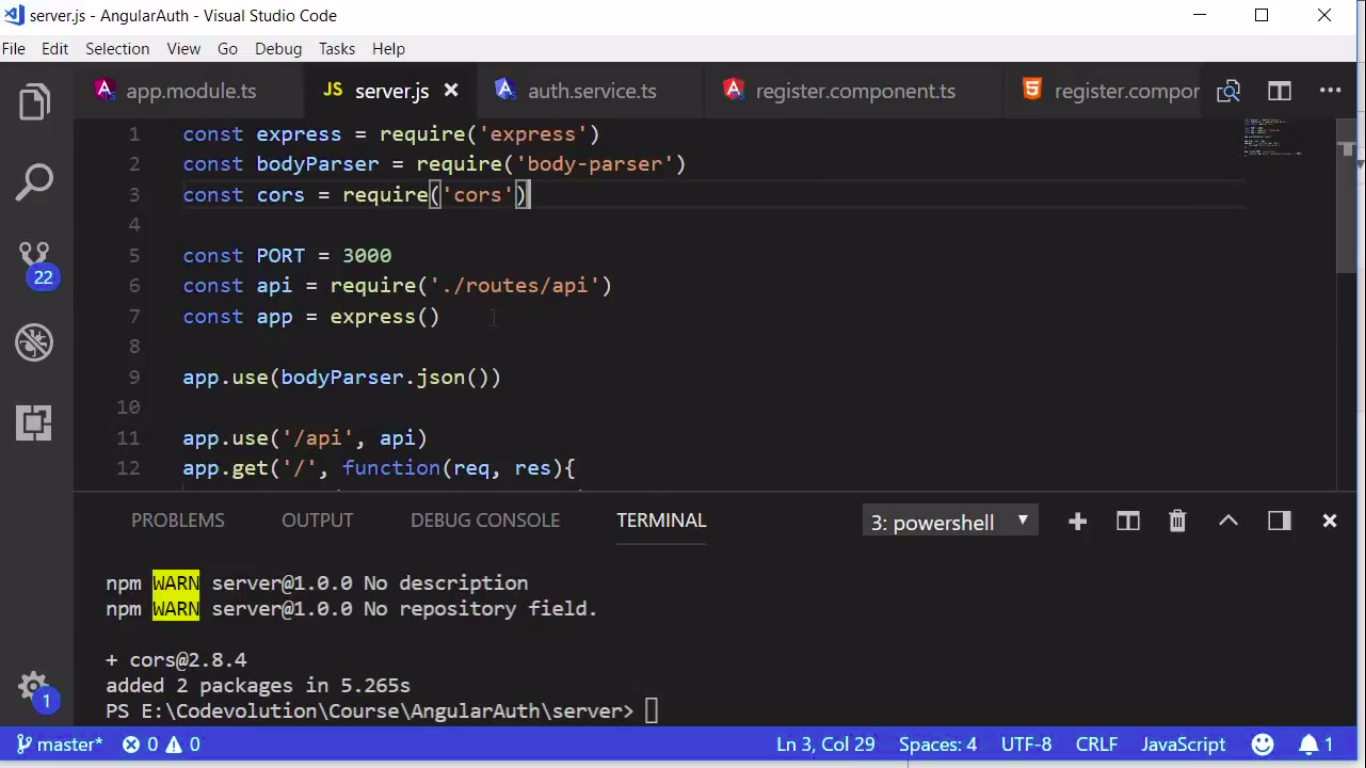 server.js - AngularAuth - Visual Studio Code
File Edit Selection View Go Debug Tasks Help
app.module.ts JS server.js auth.service.ts register.component.ts register.compor
1 const express = require('express')
2 const bodyParser = require('body-parser')
3 const cors = require('cors')
4
5 const PORT = 3000
6 const api = require('./routes/api')
7 const app = express()
8
9 app.use(bodyParser.json())
10
11 app.use('/api', api)
12 app.get('/', function(req, res){
22
PROBLEMS OUTPUT DEBUG CONSOLE TERMINAL 3: powershell
npm WARN server@1.0.0 No description
npm WARN server@1.0.0 No repository field.
+ cors@2.8.4
added 2 packages in 5.265s
PS E:\Codevolution\Course\AngularAuth\server>
1
master* 0 0 Ln 3, Col 29 Spaces: 4 UTF-8 CRLF JavaScript 1